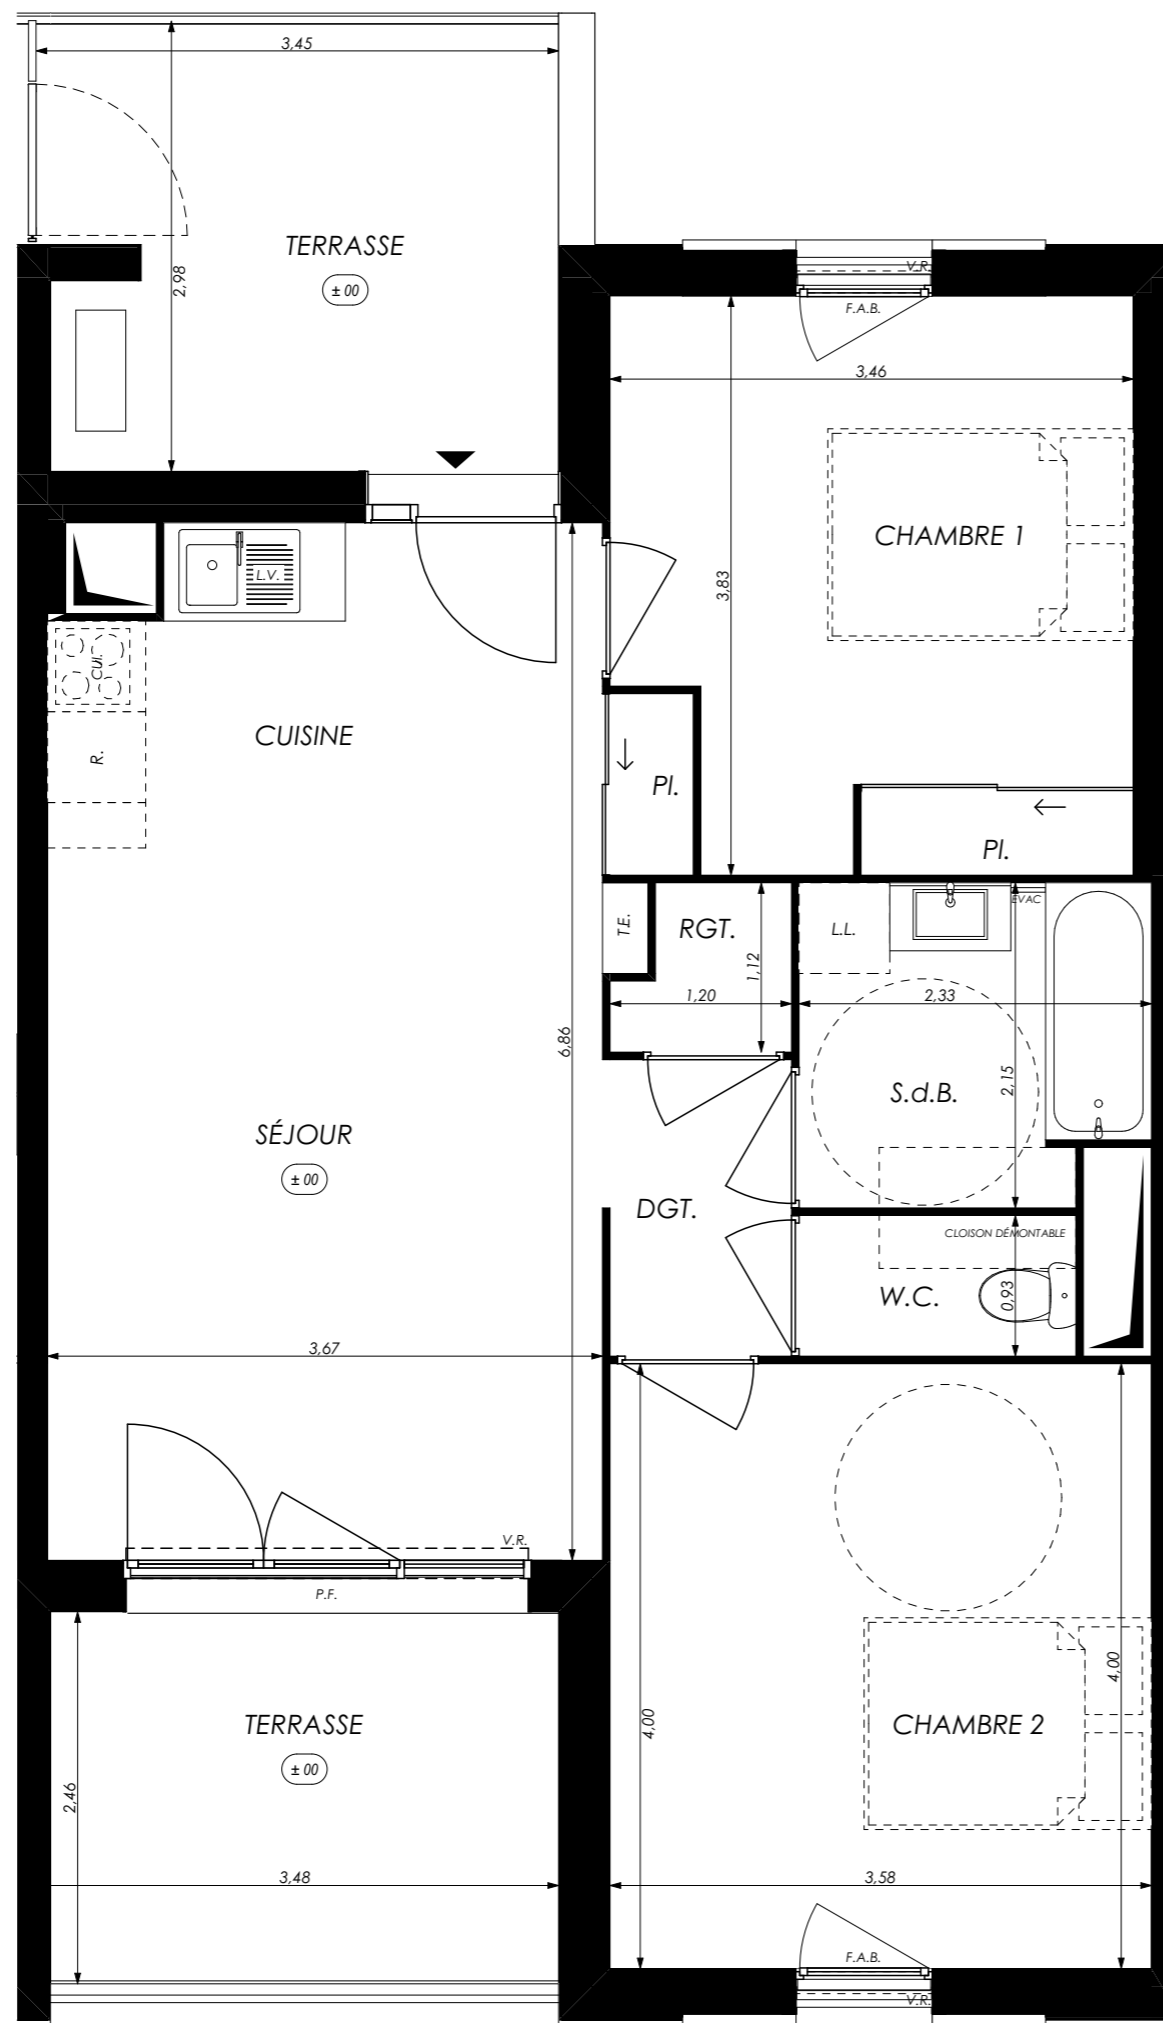 3,45
TERRASSE
± 00
2,98
V.R.
F.A.B.
3,46
CHAMBRE 1
3,83
L.V.
CUI.
R.
CUISINE
Pl.
Pl.
T.E.
RGT.
1,12
1,20
L.L.
EVAC
2,33
2,15
S.d.B.
6,86
SÉJOUR
± 00
DGT.
CLOISON DÉMONTABLE
W.C.
0,93
3,67
V.R.
P.F.
TERRASSE
± 00
2,46
3,48
CHAMBRE 2
4,00
4,00
3,58
F.A.B.
V.R.